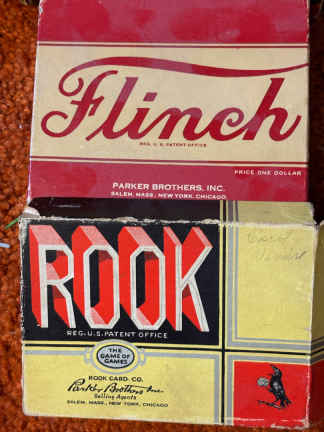 Flinch
REG. U. S. PATENT OFFICE
PRICE ONE DOLLAR
PARKER BROTHERS, INC.
SALEM, MASS., NEW YORK, CHICAGO
ROOK
REG. U.S. PATENT OFFICE
THE
GAME OF
GAMES
ROOK CARD CO.
Parker Brothers Inc.
Selling Agents
SALEM, MASS., NEW YORK, CHICAGO
Carol